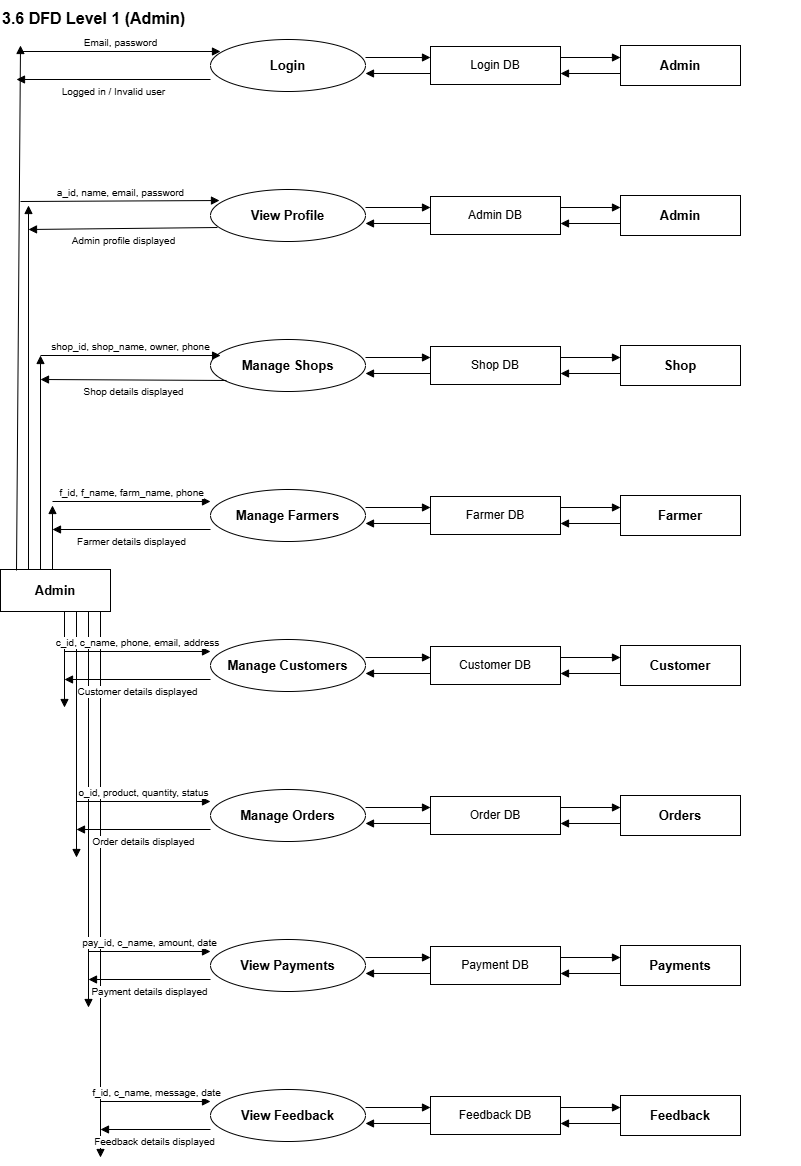 3.6 DFD Level 1 (Admin)
Email, password
Login
Login DB
Admin
Logged in / Invalid user
a_id, name, email, password
View Profile
Admin DB
Admin
Admin profile displayed
shop_id, shop_name, owner, phone
Manage Shops
Shop DB
Shop
Shop details displayed
f_id, f_name, farm_name, phone
Manage Farmers
Farmer DB
Farmer
Farmer details displayed
Admin
c_id, c_name, phone, email, address
Manage Customers
Customer DB
Customer
Customer details displayed
o_id, product, quantity, status
Manage Orders
Order DB
Orders
Order details displayed
pay_id, c_name, amount, date
View Payments
Payment DB
Payments
Payment details displayed
f_id, c_name, message, date
View Feedback
Feedback DB
Feedback
Feedback details displayed